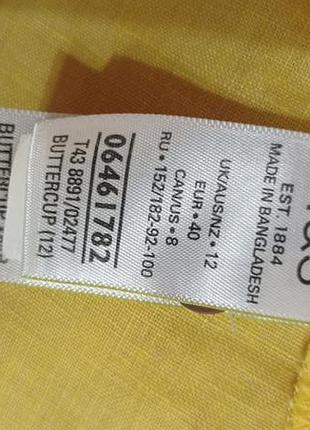 EST. 1884
MADE IN BANGLADESH
UK/AUS/NZ • 12
EUR • 40
CAN/US • 8
RU • 152/182-92-100
06461782
T43 8891/02477
BUTTERCUP (12)
BUTTERCUP